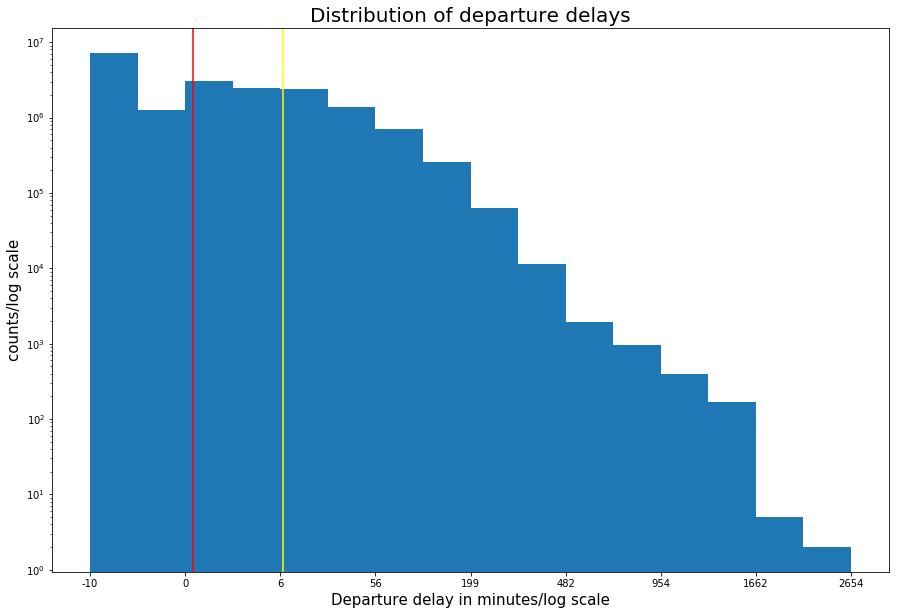 Distribution of departure delays
counts/log scale
10⁷
10⁶
10⁵
10⁴
10³
10²
10¹
10⁰
-10 0 6 56 199 482 954 1662 2654
Departure delay in minutes/log scale